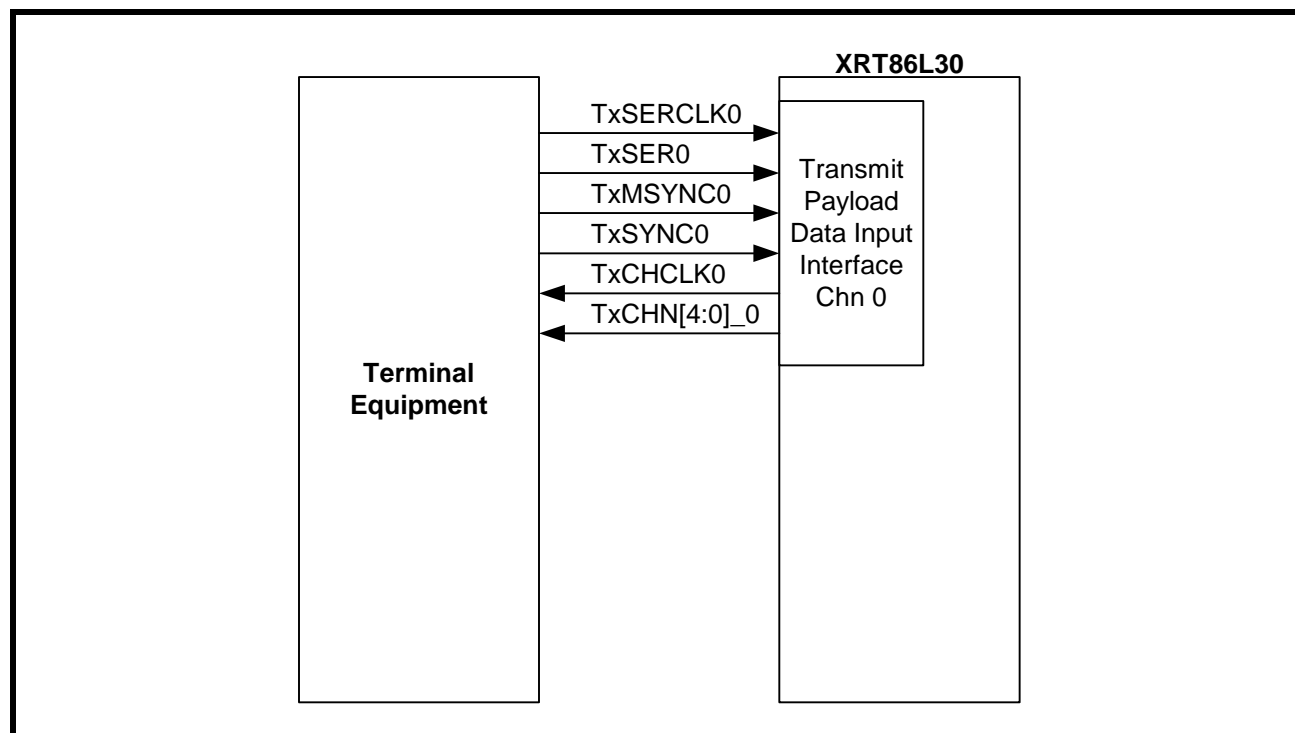 XRT86L30
TxSERCLK0
TxSER0
TxMSYNC0
TxSYNC0
TxCHCLK0
TxCHN[4:0]_0
Transmit
Payload
Data Input
Interface
Chn 0
Terminal
Equipment